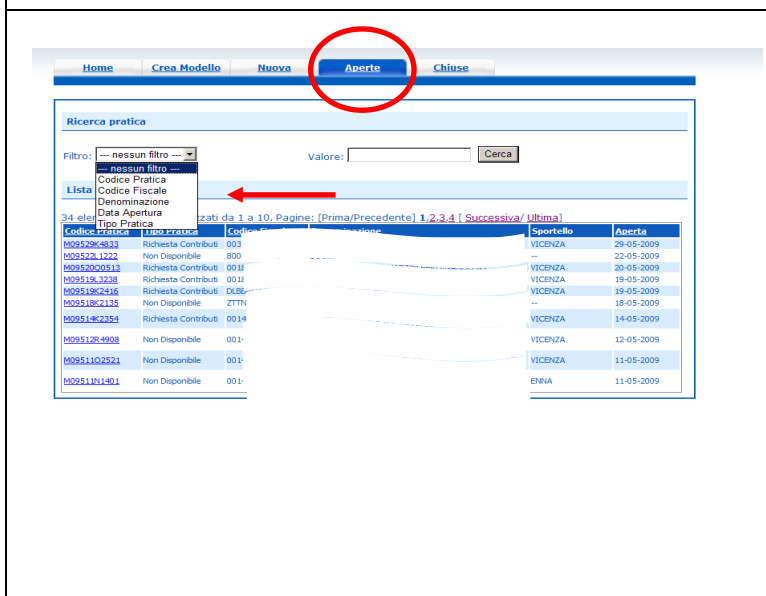 Home Crea Modello Nuova Aperte Chiuse
Ricerca pratica
Filtro: --- nessun filtro --- Valore: Cerca
--- nessun filtro ---
Codice Pratica
Codice Fiscale
Denominazione
Data Apertura
Tipo Pratica
Lista
34 da 1 a 10. Pagine: [Prima/Precedente] 1,2,3,4 [ Successiva/ Ultima]
Codice Pratica Tipo Pratica Sportello Aperta
M09529K4833 Richiesta Contributi 003 VICENZA 29-05-2009
M09522L1222 Non Disponibile 800 -- 22-05-2009
M09520O0513 Richiesta Contributi 0018 VICENZA 20-05-2009
M09519L3238 Richiesta Contributi 0018 VICENZA 19-05-2009
M09519K2416 Richiesta Contributi VICENZA 19-05-2009
M09518K2135 Non Disponibile ZTTN -- 18-05-2009
M09514K2354 Richiesta Contributi 0014 VICENZA 14-05-2009
M09512R4908 Non Disponibile 001 VICENZA 12-05-2009
M09511O2521 Non Disponibile 001 VICENZA 11-05-2009
M09511N1401 Non Disponibile 001 ENNA 11-05-2009